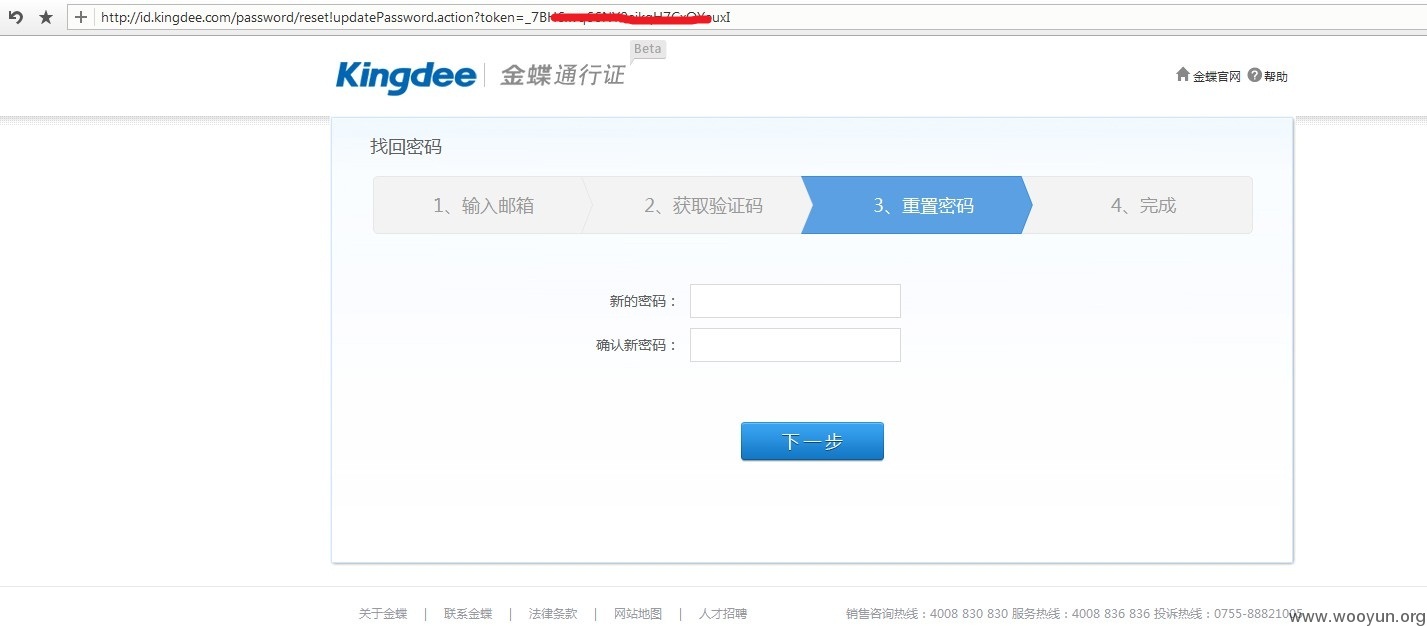 http://id.kingdee.com/password/reset!updatePassword.action?token=_7BH
Kingdee 金蝶通行证 Beta
金蝶官网 帮助
找回密码
1、输入邮箱 2、获取验证码 3、重置密码 4、完成
新的密码：
确认新密码：
下一步
关于金蝶 | 联系金蝶 | 法律条款 | 网站地图 | 人才招聘 销售咨询热线：4008 830 830 服务热线：4008 836 836 投诉热线：0755-88821005
www.wooyun.org